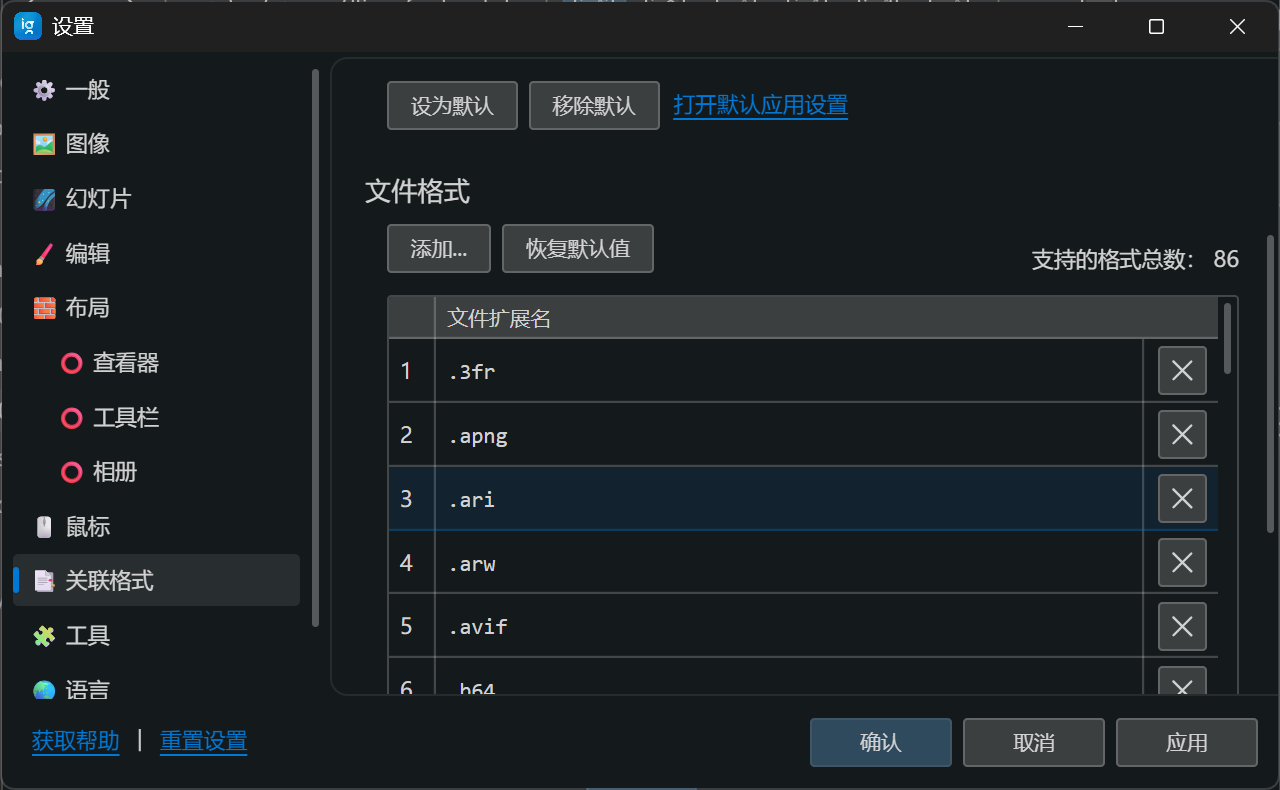 ig 设置
一般
图像
幻灯片
编辑
布局
查看器
工具栏
相册
鼠标
关联格式
工具
语言
获取帮助 | 重置设置
设为默认 移除默认 打开默认应用设置
文件格式
添加... 恢复默认值
支持的格式总数： 86
文件扩展名
1 .3fr
2 .apng
3 .ari
4 .arw
5 .avif
6 .b64
确认 取消 应用